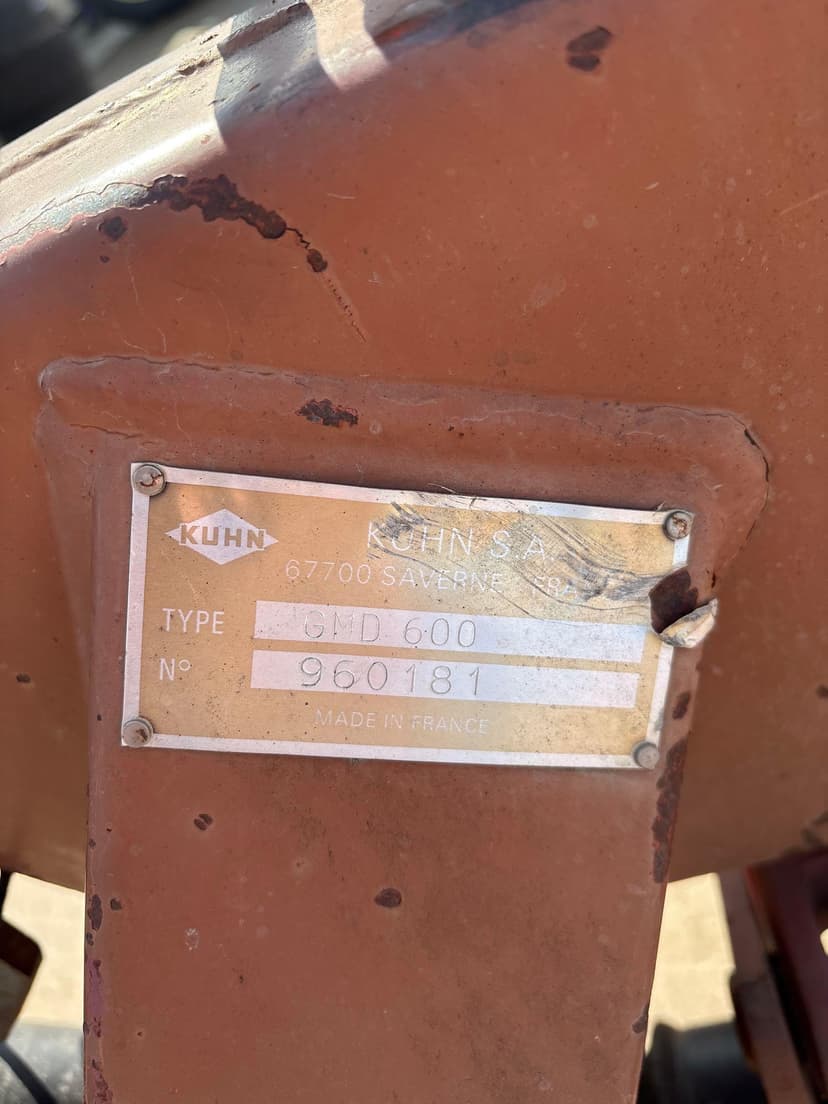 KUHN
KUHN S.A.
67700 SAVERNE
TYPE GMD 600
N° 960181
MADE IN FRANCE